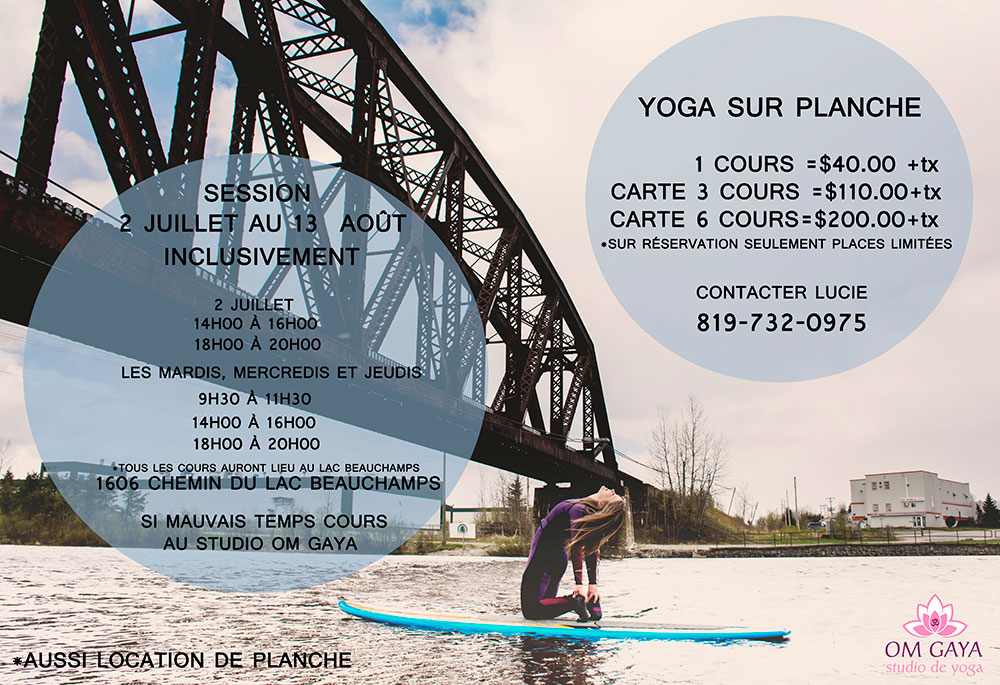 YOGA SUR PLANCHE
1 COURS =$40.00 +tx
CARTE 3 COURS =$110.00+tx
CARTE 6 COURS=$200.00+tx
*SUR RÉSERVATION SEULEMENT PLACES LIMITÉES
CONTACTER LUCIE
819-732-0975
SESSION
2 JUILLET AU 13 AOÛT
INCLUSIVEMENT
2 JUILLET
14H00 À 16H00
18H00 À 20H00
LES MARDIS, MERCREDIS ET JEUDIS
9H30 À 11H30
14H00 À 16H00
18H00 À 20H00
*TOUS LES COURS AURONT LIEU AU LAC BEAUCHAMPS
1606 CHEMIN DU LAC BEAUCHAMPS
SI MAUVAIS TEMPS COURS
AU STUDIO OM GAYA
*AUSSI LOCATION DE PLANCHE
OM GAYA
studio de yoga